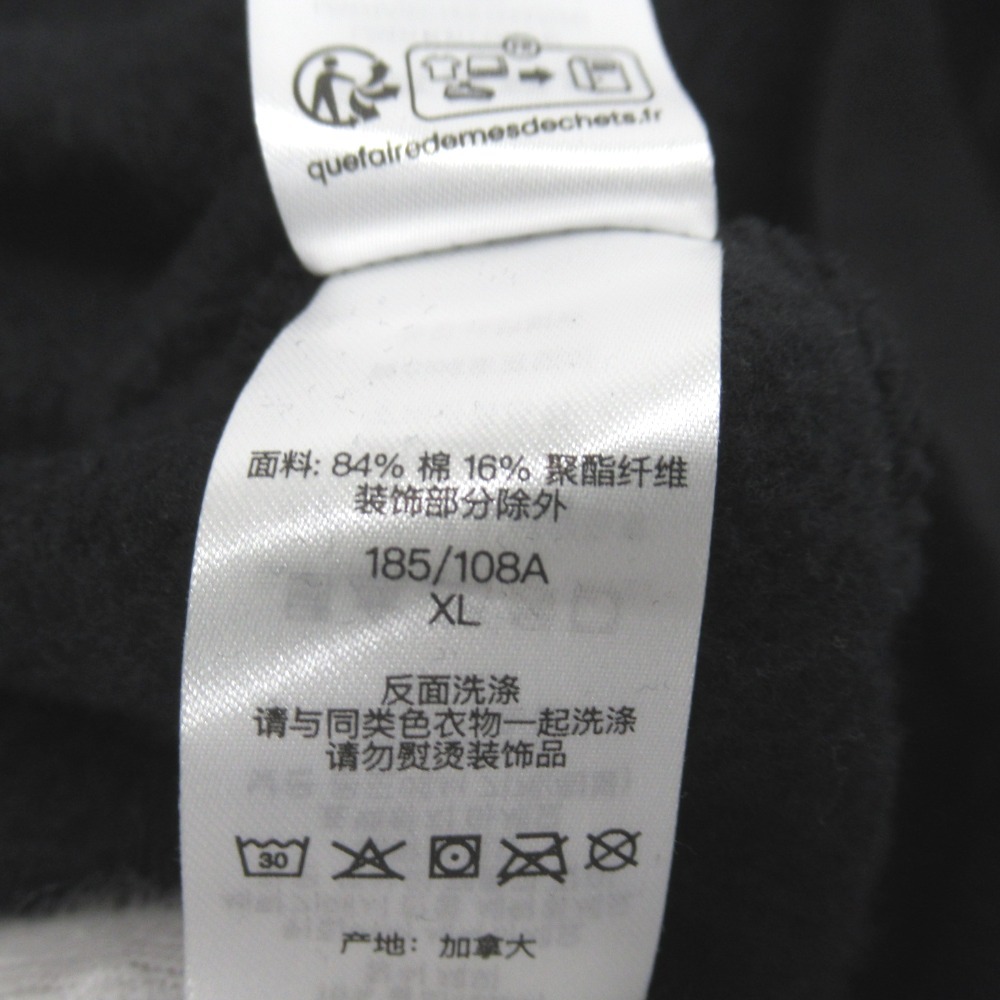 quefairedemesdechets.fr
面料: 84% 棉 16% 聚酯纤维
装饰部分除外
185/108A
XL
反面洗涤
请与同类色衣物一起洗涤
请勿熨烫装饰品
30
产地: 加拿大